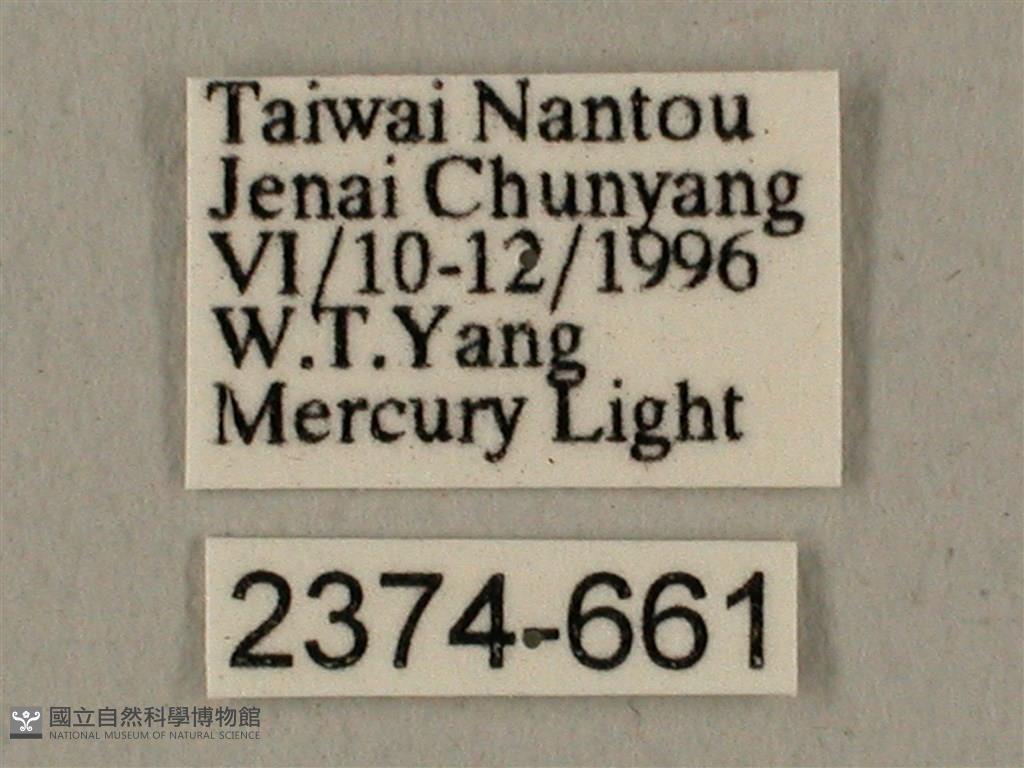 Taiwai Nantou
Jenai Chunyang
VI/10-12/1996
W.T.Yang
Mercury Light
2374-661
國立自然科學博物館
NATIONAL MUSEUM OF NATURAL SCIENCE